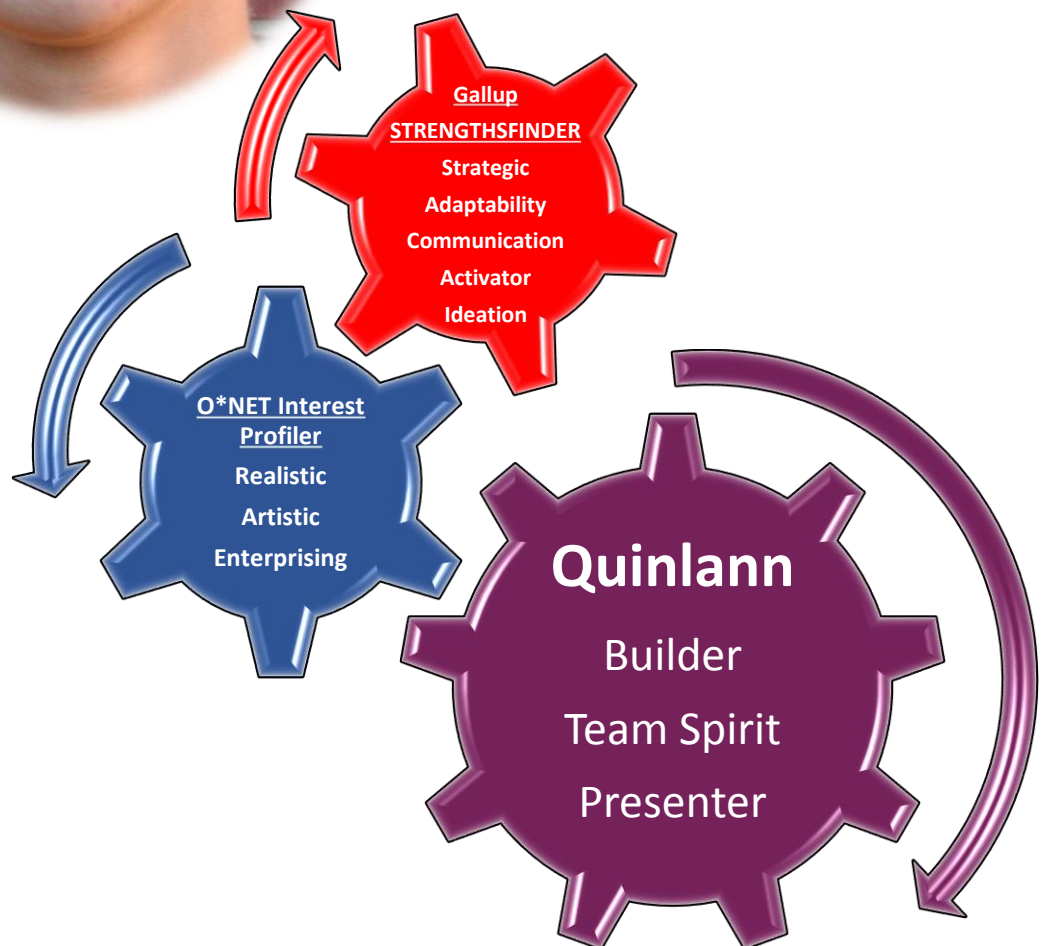 Gallup
STRENGTHSFINDER
Strategic
Adaptability
Communication
Activator
Ideation
O*NET Interest
Profiler
Realistic
Artistic
Enterprising
Quinlann
Builder
Team Spirit
Presenter